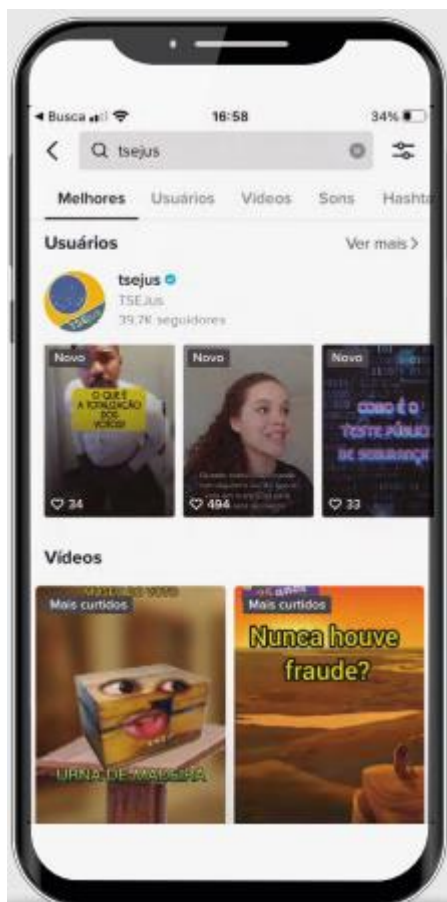 Busca
16:58
34%
tsejus
Melhores Usuários Vídeos Sons Hashta
Usuários
Ver mais
tsejus
TSEJus
39.7K seguidores
Novo
O QUE É
A TOTALIZAÇÃO
DOS
VOTOS?
34
Novo
494
Novo
COMO É O
TESTE PÚBLICO
DE SEGURANÇA
33
Vídeos
Mais curtidos
URNA DE MADEIRA
Mais curtidos
Nunca houve
fraude?